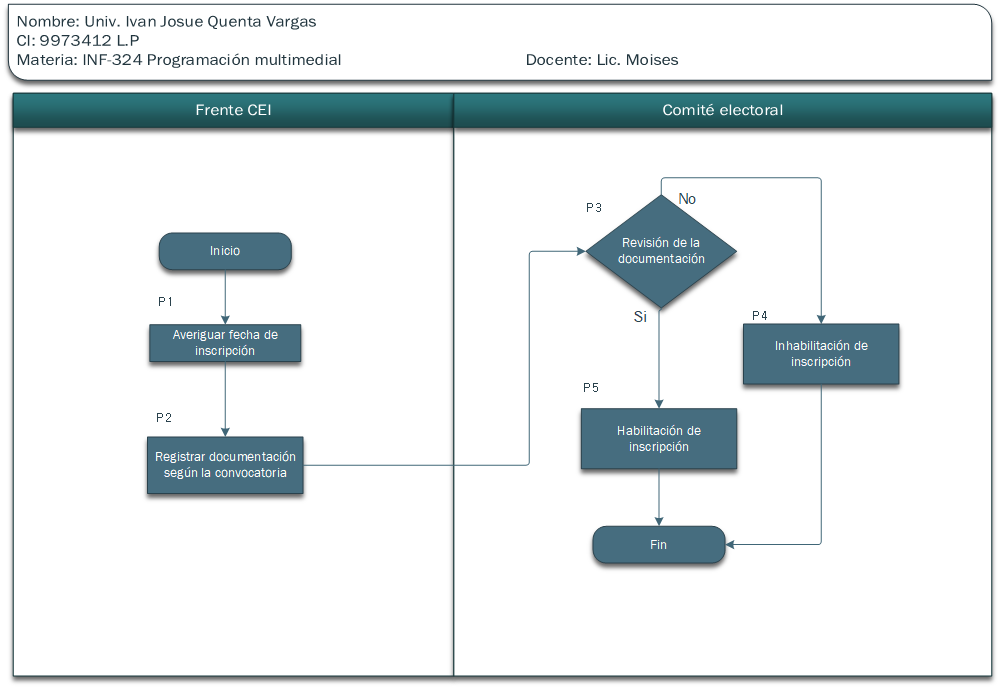 Nombre: Univ. Ivan Josue Quenta Vargas
CI: 9973412 L.P
Materia: INF-324 Programación multimedial
Docente: Lic. Moises
Frente CEI
Comité electoral
Inicio
P1
Averiguar fecha de
inscripción
P2
Registrar documentación
según la convocatoria
P3
No
Revisión de la
documentación
Si
P4
Inhabilitación de
inscripción
P5
Habilitación de
inscripción
Fin